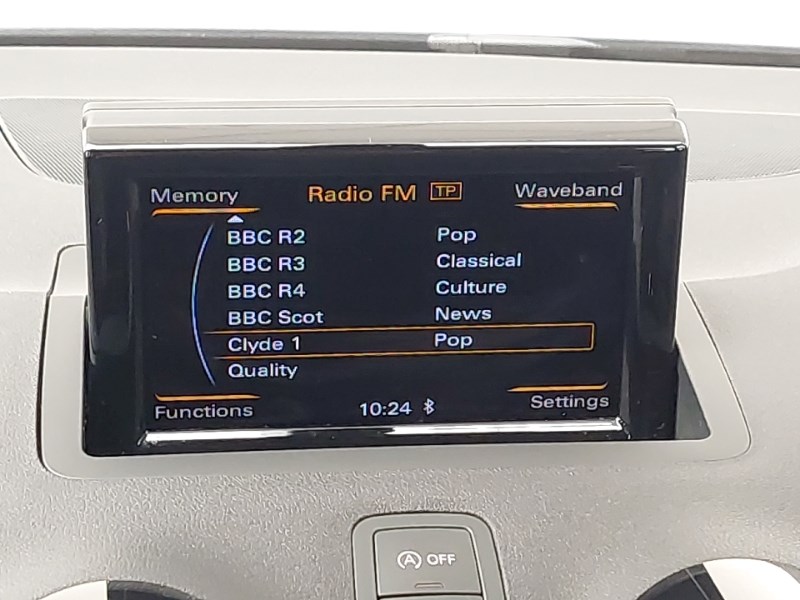 Memory Radio FM TP Waveband
BBC R2 Pop
BBC R3 Classical
BBC R4 Culture
BBC Scot News
Clyde 1 Pop
Quality
Functions 10:24 Settings
A OFF